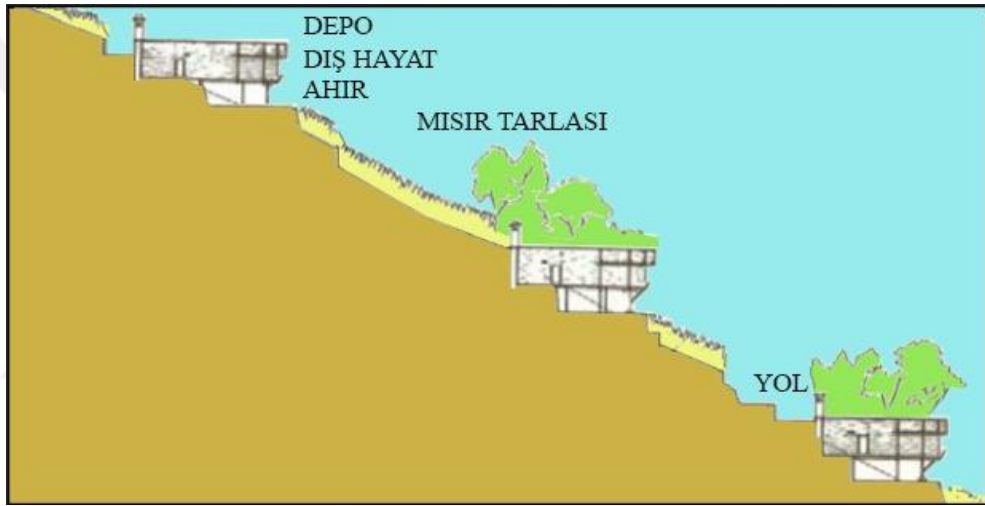 DEPO
DIŞ HAYAT
AHIR
MISIR TARLASI
YOL